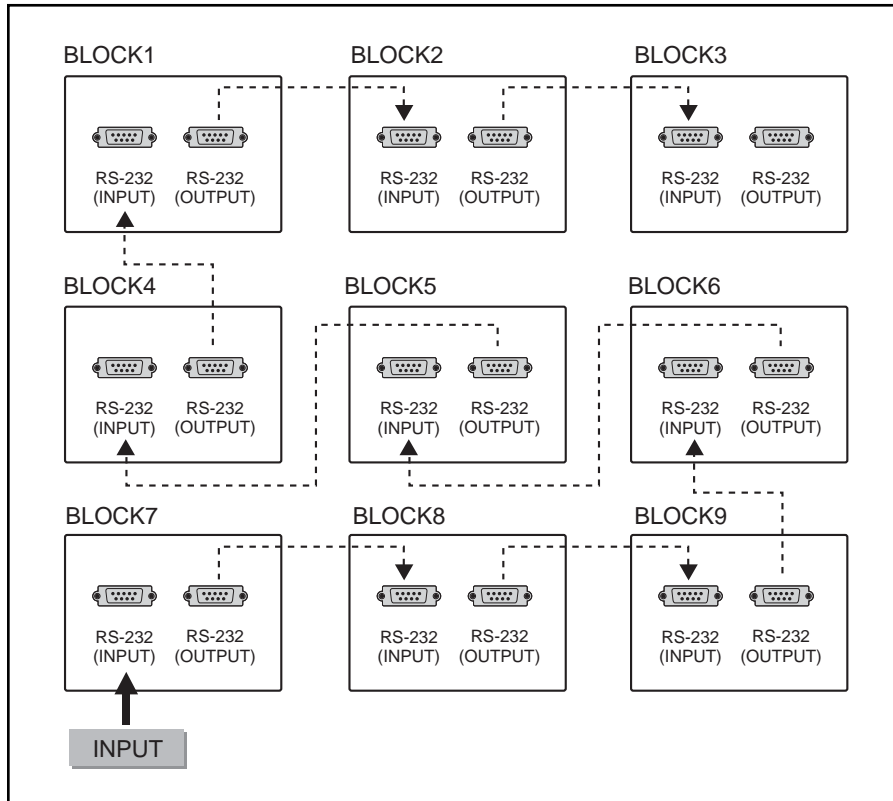 BLOCK1 BLOCK2 BLOCK3
RS-232 RS-232 RS-232 RS-232 RS-232 RS-232
(INPUT) (OUTPUT) (INPUT) (OUTPUT) (INPUT) (OUTPUT)
BLOCK4 BLOCK5 BLOCK6
RS-232 RS-232 RS-232 RS-232 RS-232 RS-232
(INPUT) (OUTPUT) (INPUT) (OUTPUT) (INPUT) (OUTPUT)
BLOCK7 BLOCK8 BLOCK9
RS-232 RS-232 RS-232 RS-232 RS-232 RS-232
(INPUT) (OUTPUT) (INPUT) (OUTPUT) (INPUT) (OUTPUT)
INPUT